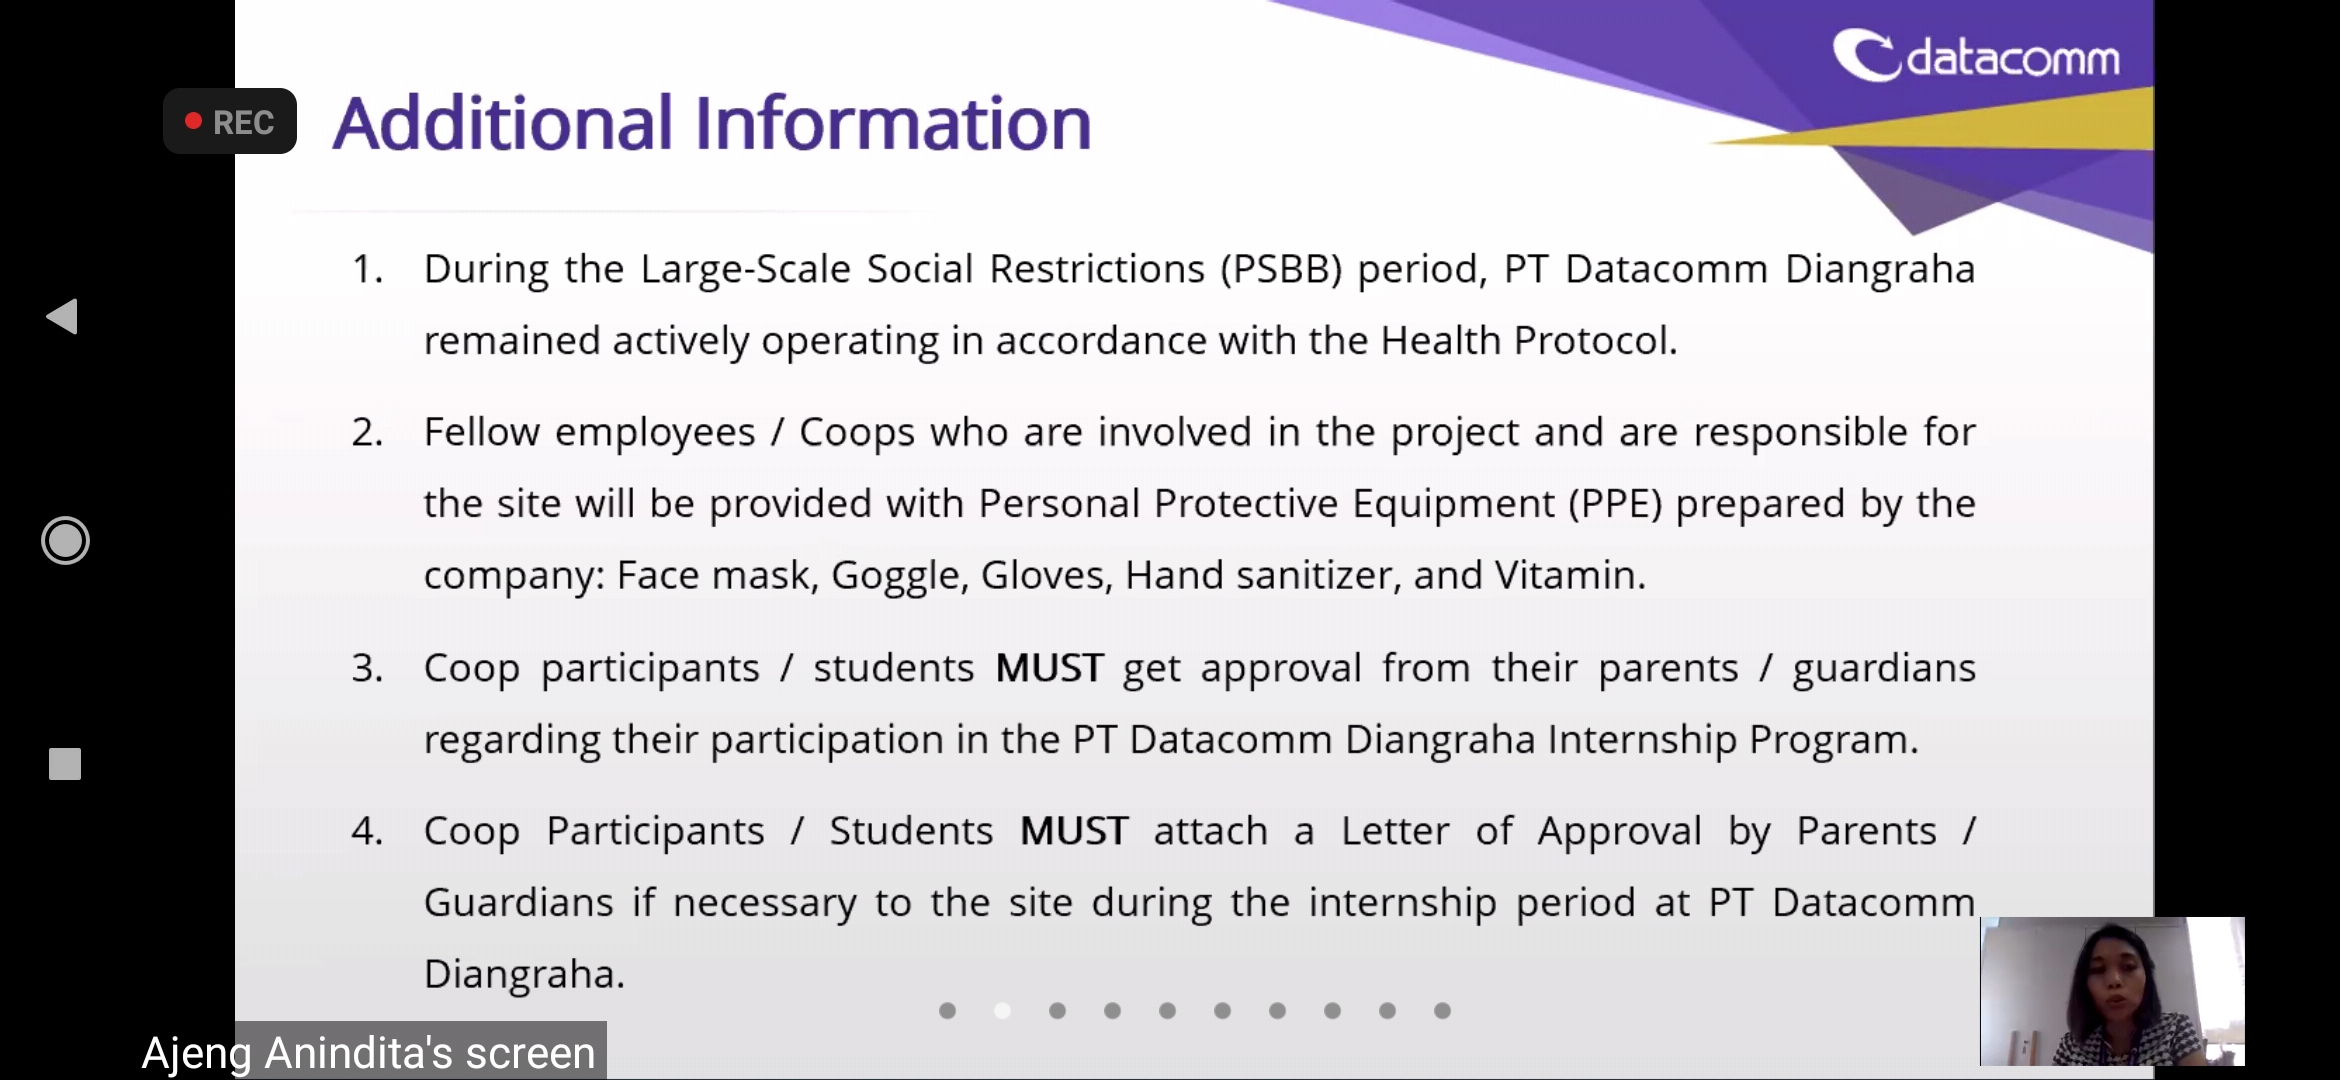 datacomm
REC
Additional Information
1. During the Large-Scale Social Restrictions (PSBB) period, PT Datacomm Diangraha
remained actively operating in accordance with the Health Protocol.
2. Fellow employees / Coops who are involved in the project and are responsible for
the site will be provided with Personal Protective Equipment (PPE) prepared by the
company: Face mask, Goggle, Gloves, Hand sanitizer, and Vitamin.
3. Coop participants / students MUST get approval from their parents / guardians
regarding their participation in the PT Datacomm Diangraha Internship Program.
4. Coop Participants / Students MUST attach a Letter of Approval by Parents /
Guardians if necessary to the site during the internship period at PT Datacomm
Diangraha.
Ajeng Anindita's screen